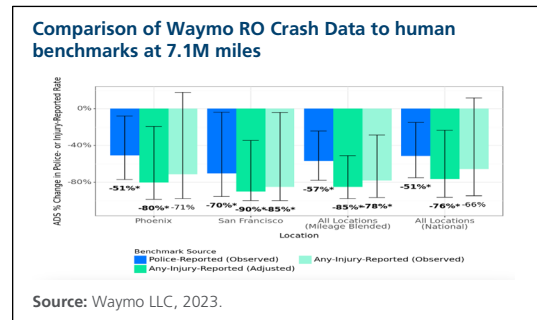 Comparison of Waymo RO Crash Data to human
benchmarks at 7.1M miles
ADS % Change in Police- or Injury-Reported Rate
0%
-40%
-80%
-51%*
-80%*
-71%
-70%*
-90%*
-85%*
-57%*
-85%*
-78%*
-51%*
-76%*
-66%
Phoenix
San Francisco
All Locations
(Mileage Blended)
All Locations
(National)
Location
Benchmark Source
Police-Reported (Observed)
Any-Injury-Reported (Observed)
Any-Injury-Reported (Adjusted)
Source: Waymo LLC, 2023.